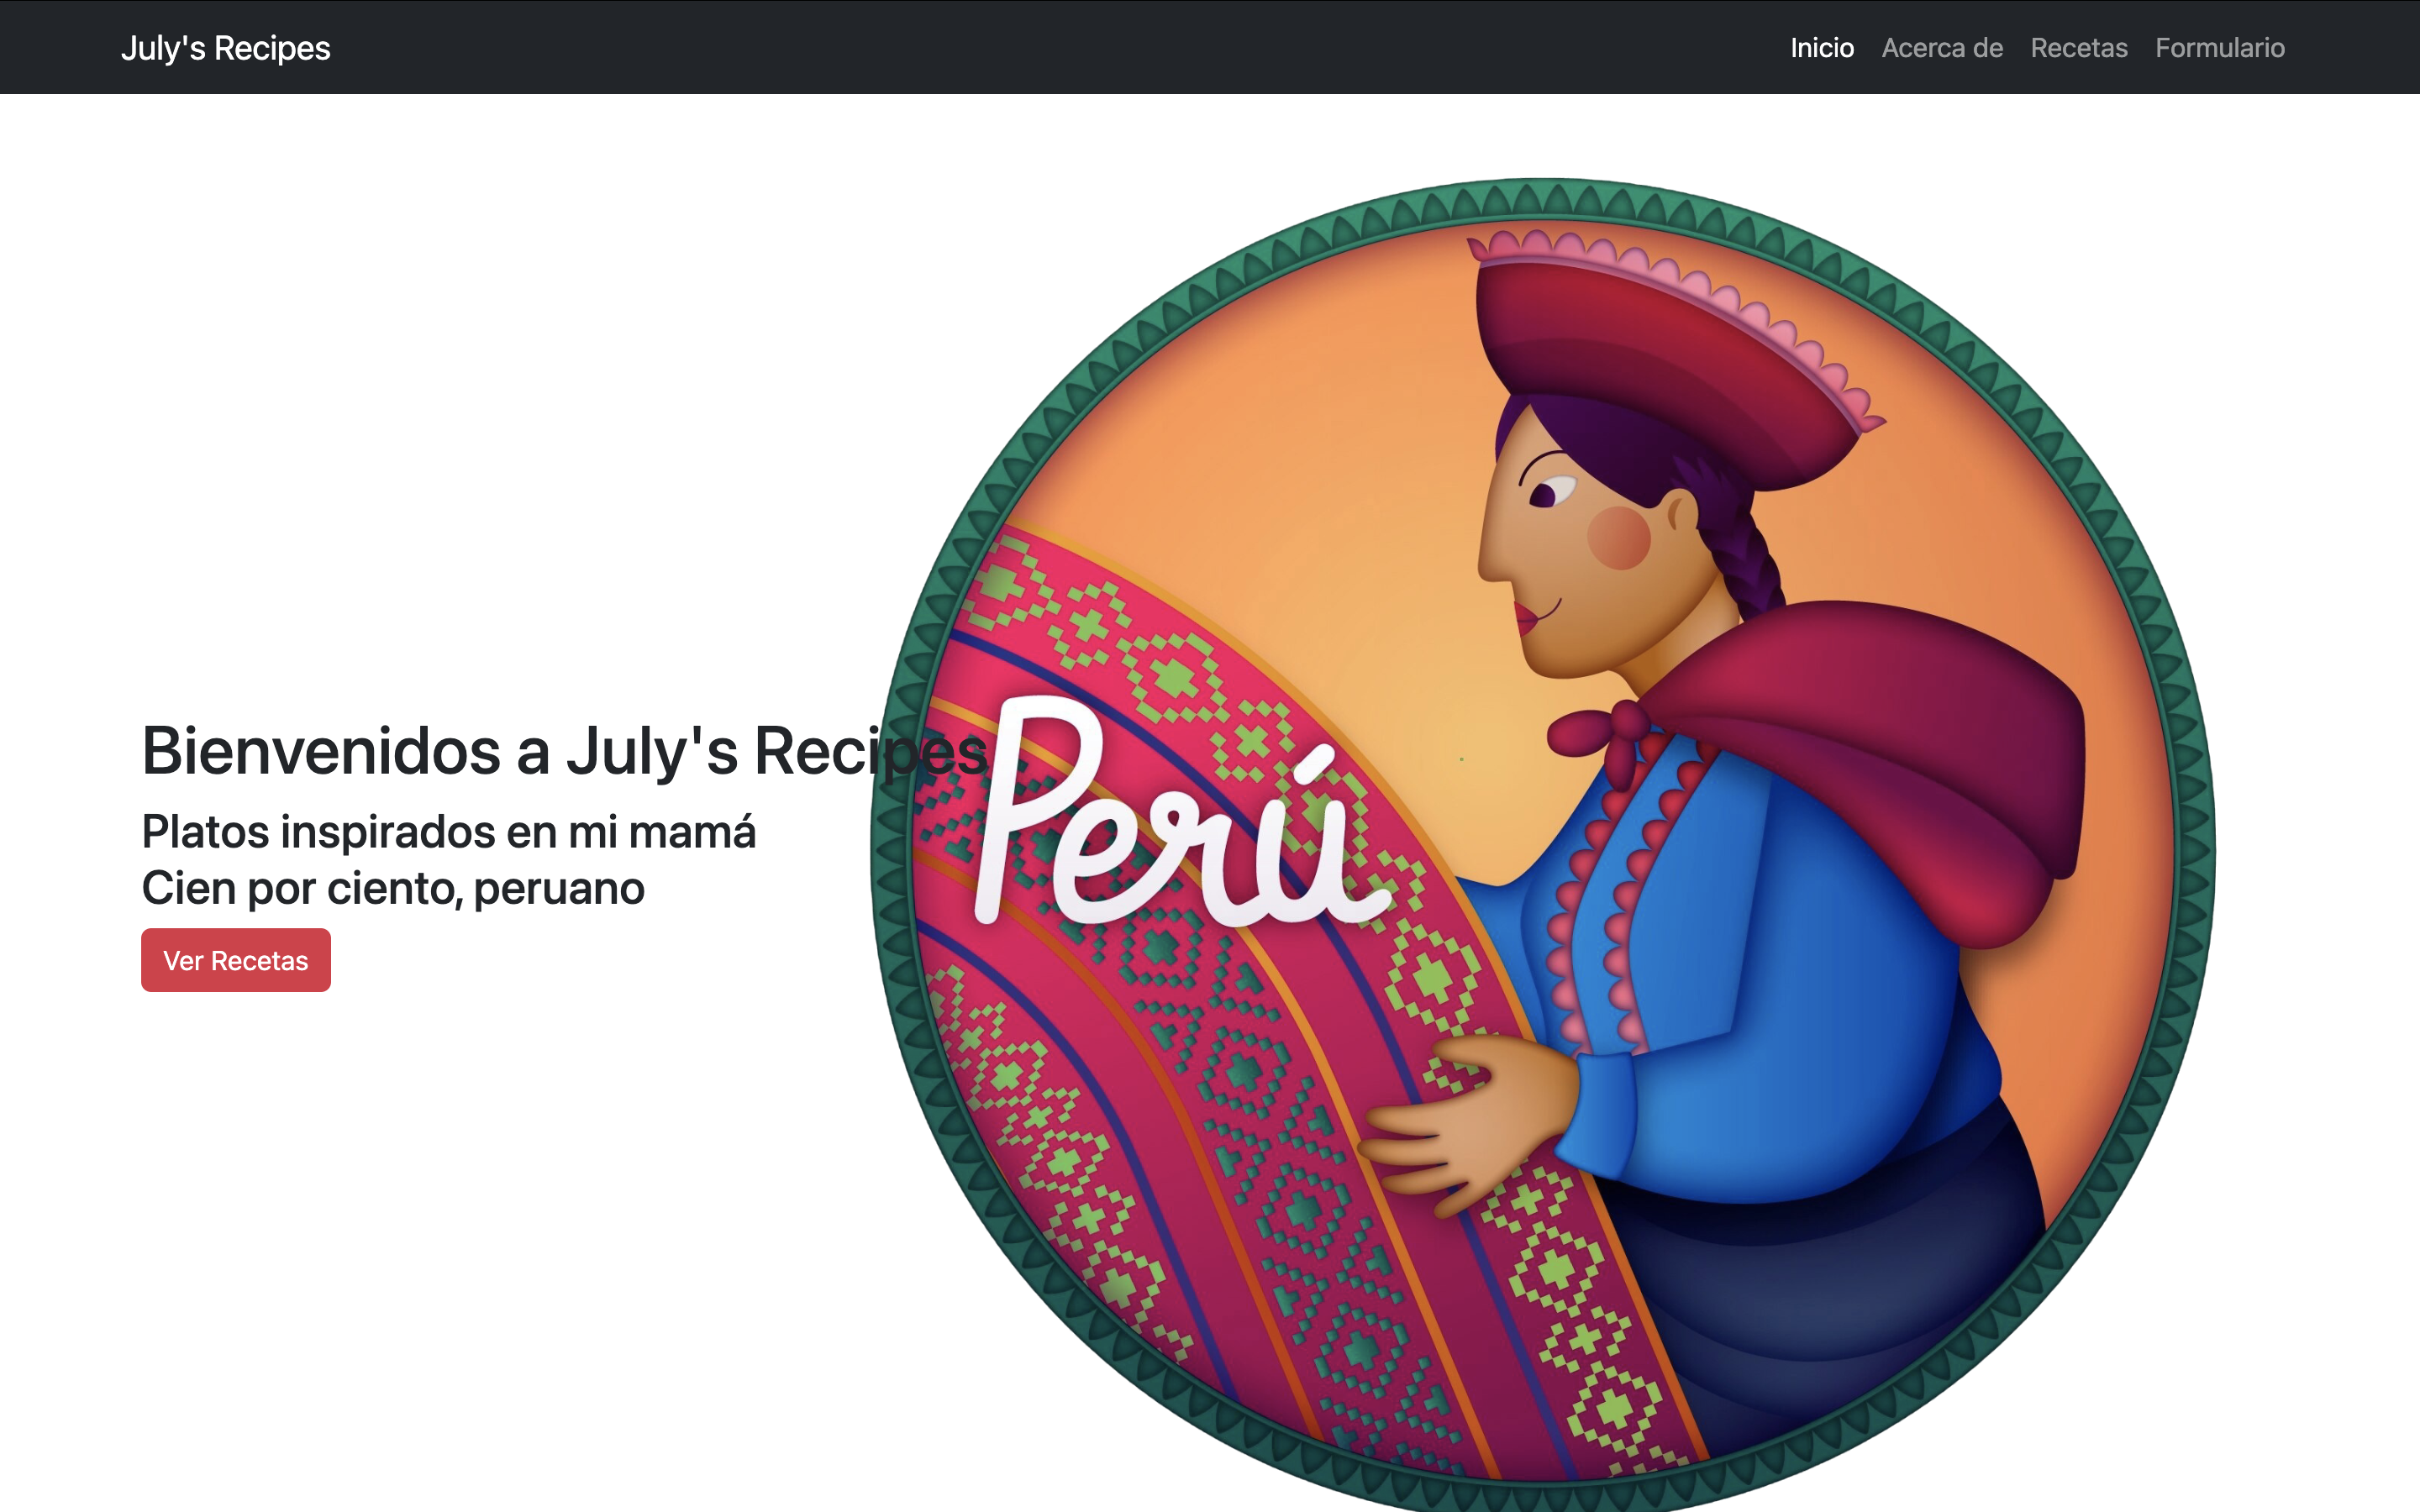 July's Recipes
Inicio Acerca de Recetas Formulario
Bienvenidos a July's Recipes
Platos inspirados en mi mamá
Cien por ciento, peruano
Ver Recetas
Perú